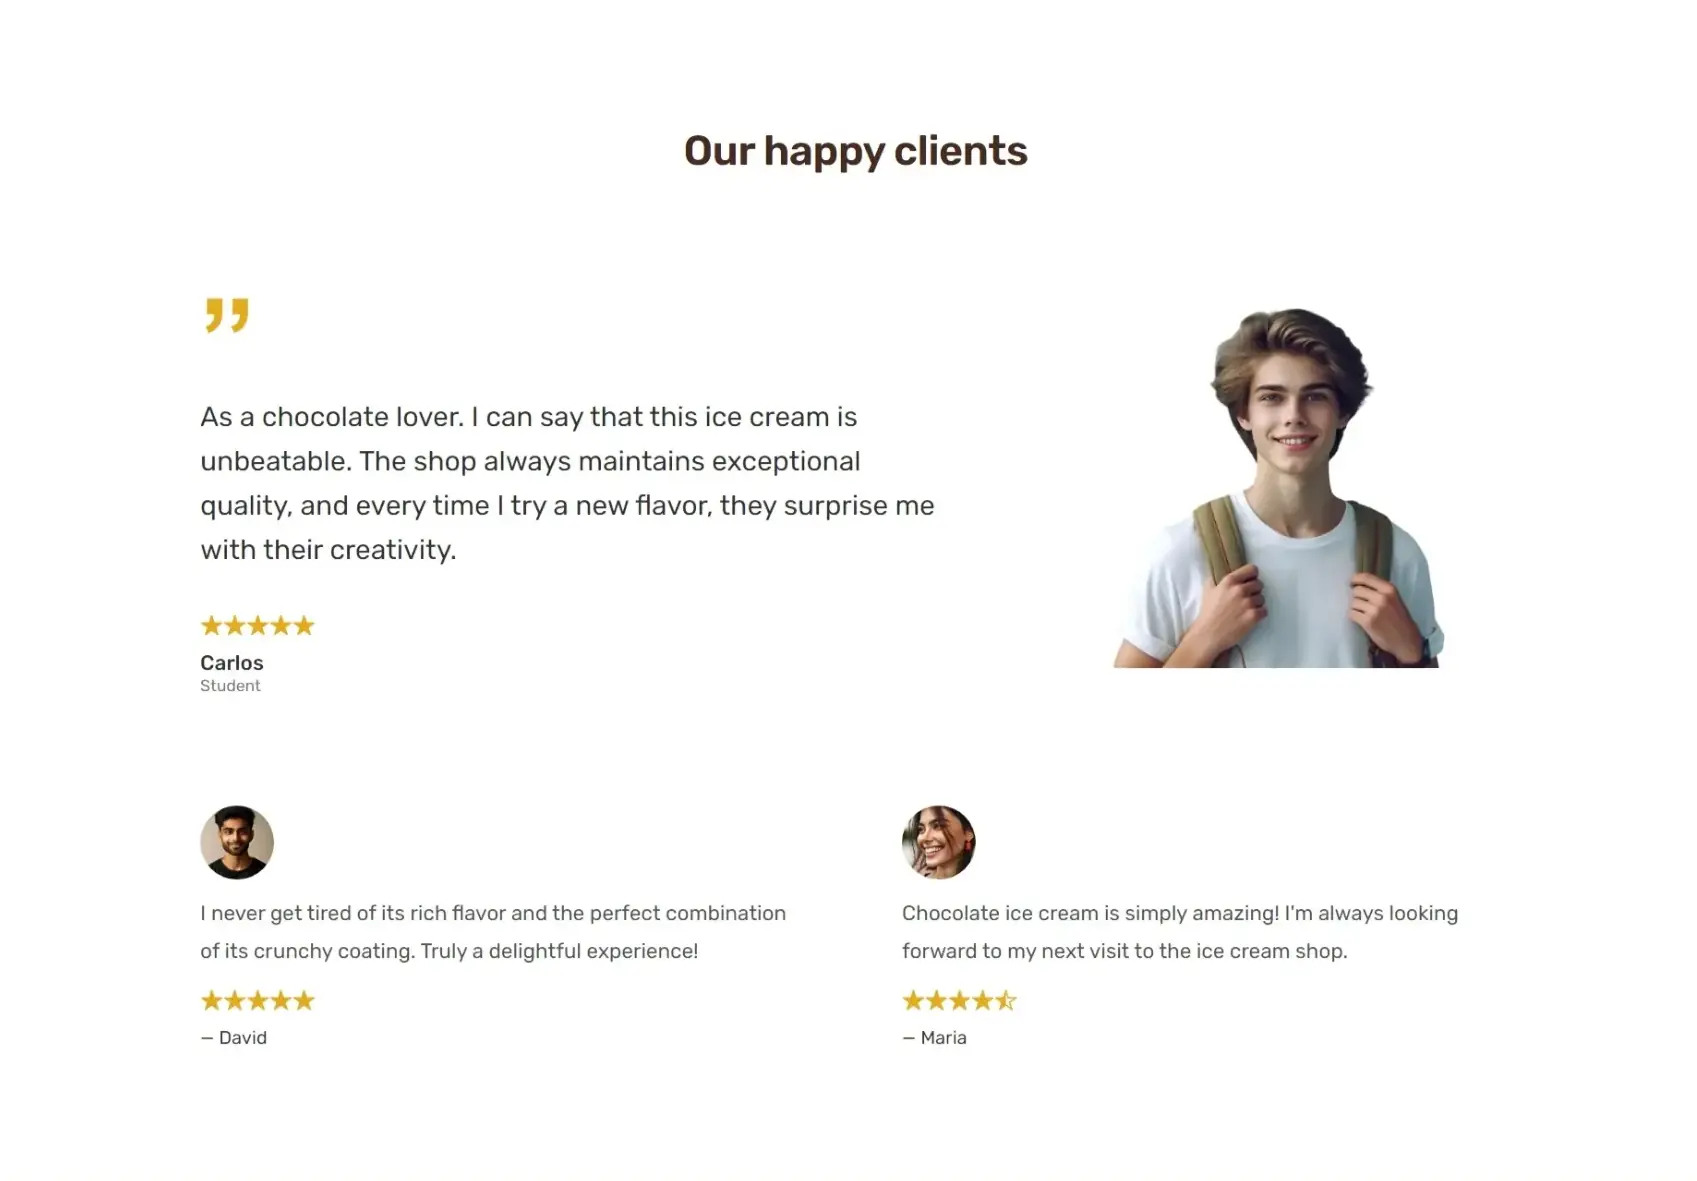 Our happy clients
”
As a chocolate lover. I can say that this ice cream is
unbeatable. The shop always maintains exceptional
quality, and every time I try a new flavor, they surprise me
with their creativity.
★★★★★
Carlos
Student
I never get tired of its rich flavor and the perfect combination
of its crunchy coating. Truly a delightful experience!
★★★★★
— David
Chocolate ice cream is simply amazing! I'm always looking
forward to my next visit to the ice cream shop.
— Maria